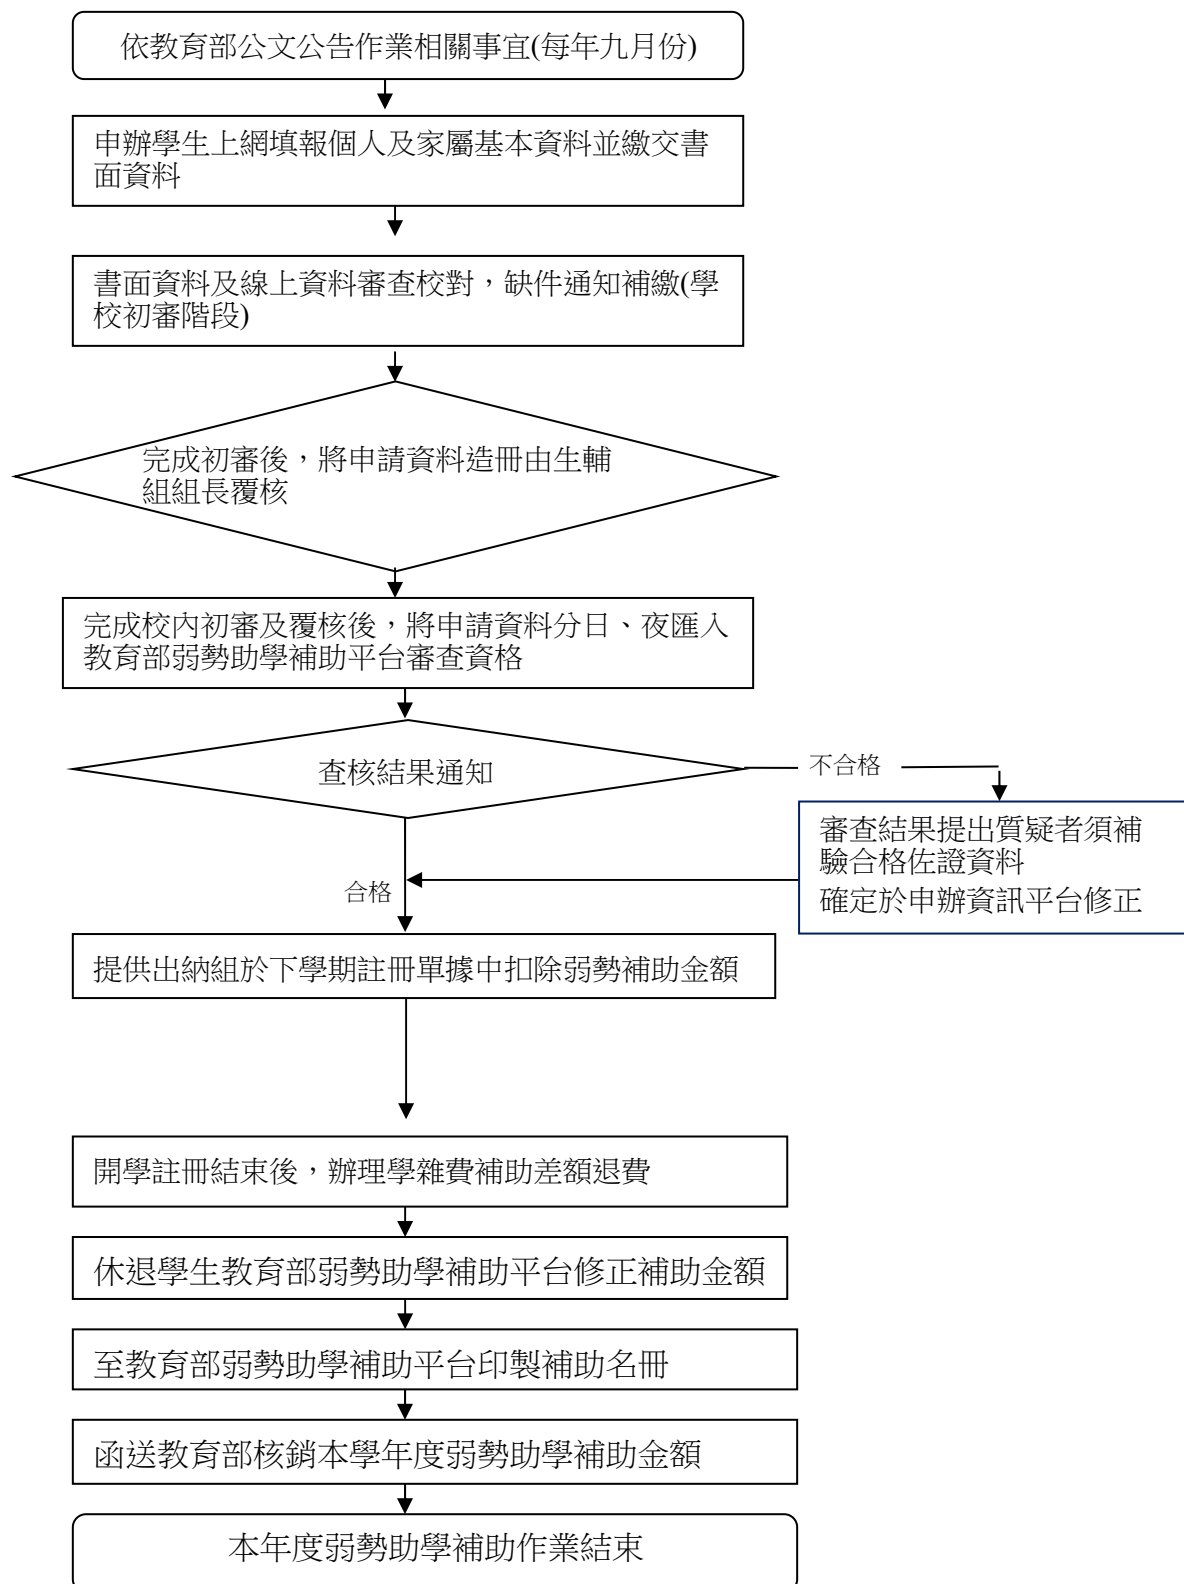 依教育部公文公告作業相關事宜(每年九月份)
申辦學生上網填報個人及家屬基本資料並繳交書
面資料
書面資料及線上資料審查校對，缺件通知補繳(學
校初審階段)
完成初審後，將申請資料造冊由生輔
組組長覆核
完成校內初審及覆核後，將申請資料分日、夜匯入
教育部弱勢助學補助平台審查資格
查核結果通知
不合格
審查結果提出質疑者須補
驗合格佐證資料
確定於申辦資訊平台修正
合格
提供出納組於下學期註冊單據中扣除弱勢補助金額
開學註冊結束後，辦理學雜費補助差額退費
休退學生教育部弱勢助學補助平台修正補助金額
至教育部弱勢助學補助平台印製補助名冊
函送教育部核銷本學年度弱勢助學補助金額
本年度弱勢助學補助作業結束